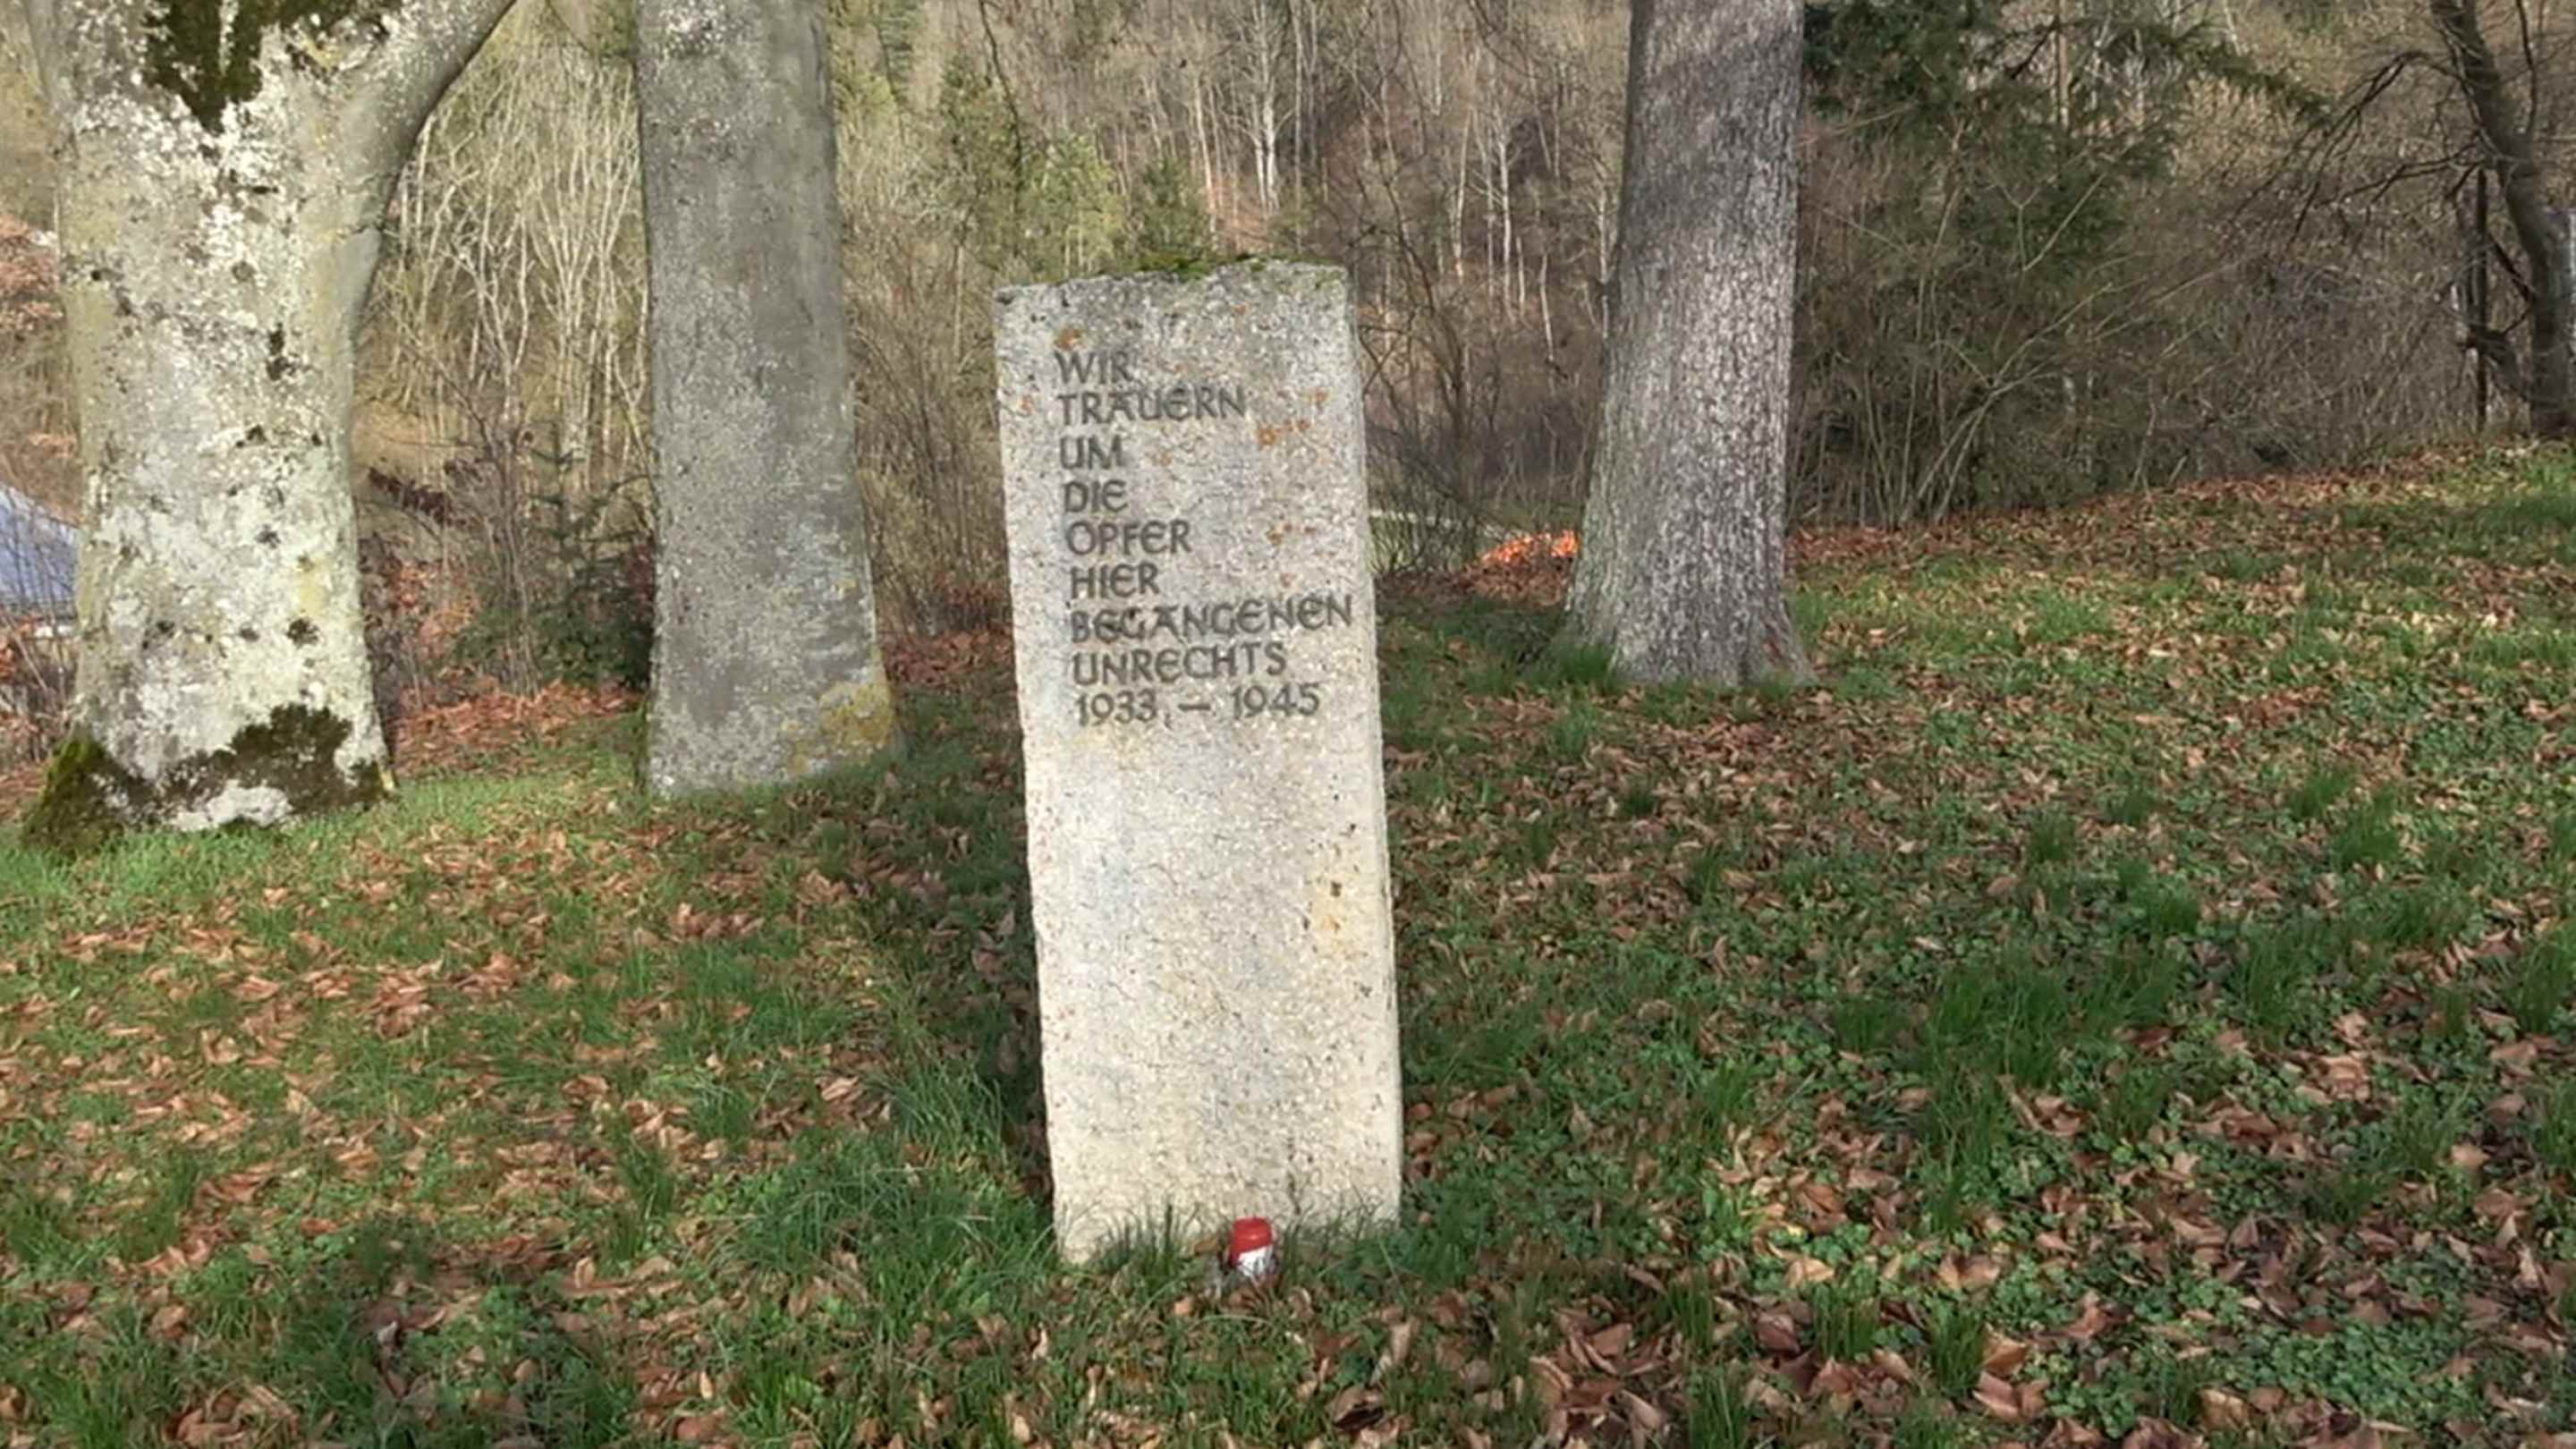 WIR
TRAUERN
UM
DIE
OPFER
HIER
BEGANGENEN
UNRECHTS
1933 – 1945